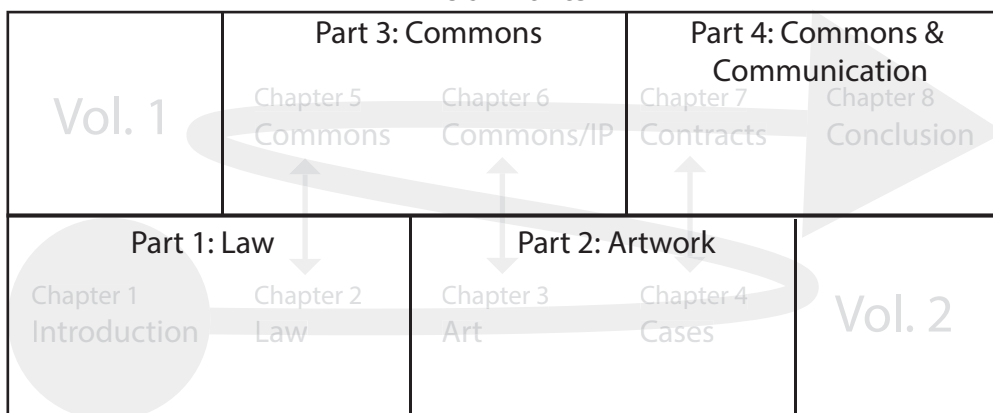 Part 3: Commons
Part 4: Commons &
Communication
Vol. 1
Chapter 5
Commons
Chapter 6
Commons/IP
Chapter 7
Contracts
Chapter 8
Conclusion
Part 1: Law
Part 2: Artwork
Chapter 1
Introduction
Chapter 2
Law
Chapter 3
Art
Chapter 4
Cases
Vol. 2